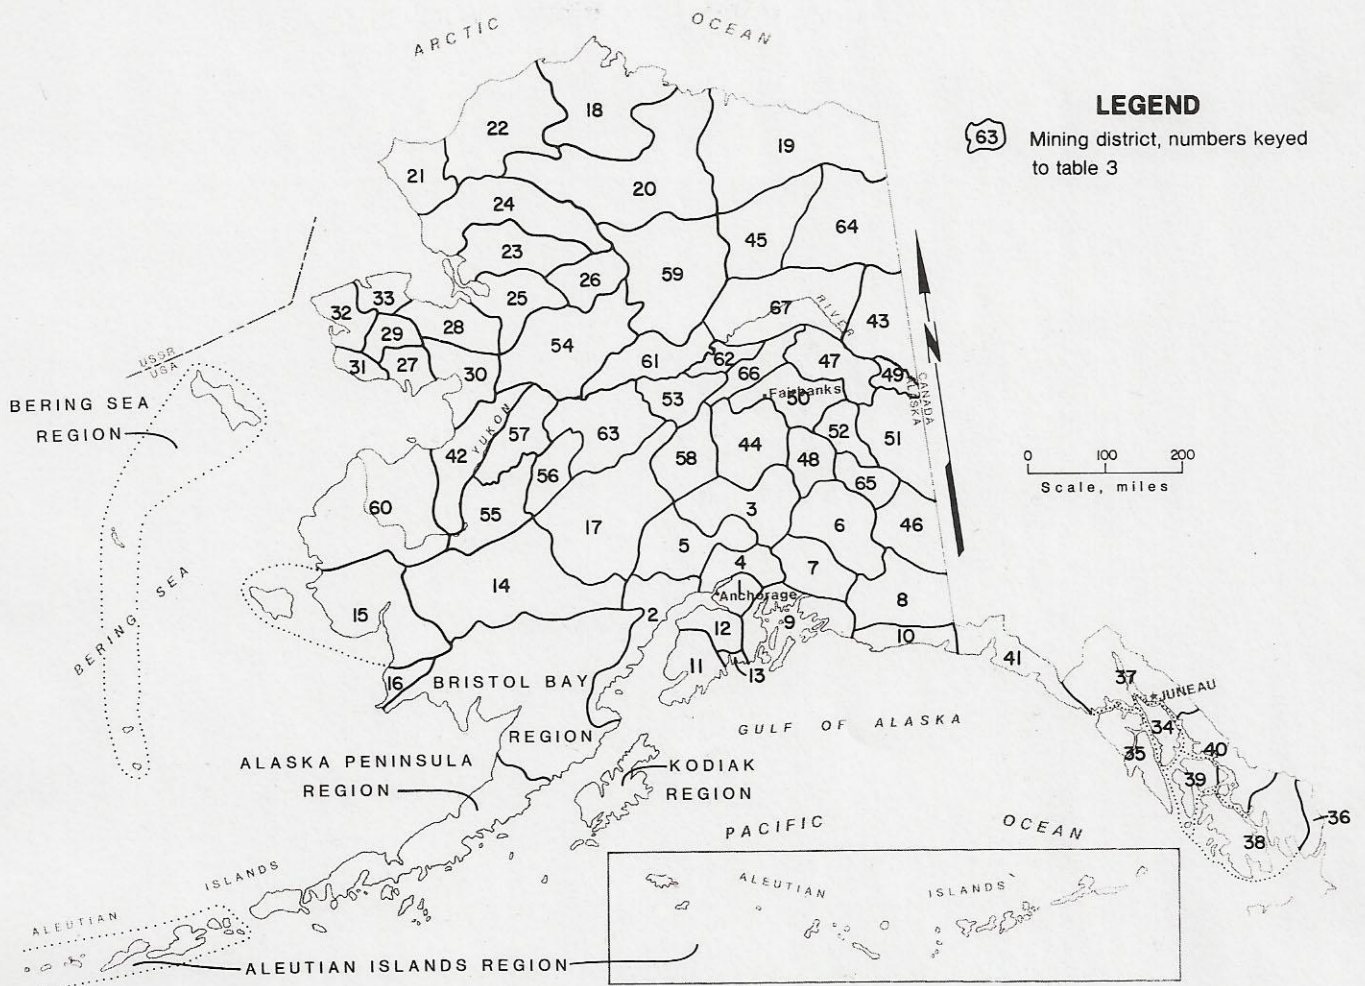 ARCTIC OCEAN
LEGEND
63 Mining district, numbers keyed
to table 3
18
22
19
21
20
24
64
45
23
59
26
25
67
RIVER
33
32
43
28
29
54
USSR
USA
31
27
30
61
62
66
47
49
CANADA
ALASKA
Fairbanks
50
53
BERING SEA
REGION
YUKON
57
63
52
51
44
42
58
48
56
65
0 100 200
Scale, miles
60
55
3
17
6
46
5
4
7
14
1
Anchorage
8
15
2
9
12
10
BERING SEA
11
13
41
16
BRISTOL BAY
REGION
37
JUNEAU
34
GULF OF ALASKA
35
40
ALASKA PENINSULA
REGION
KODIAK
REGION
39
36
PACIFIC OCEAN
38
ISLANDS
ALEUTIAN
ALEUTIAN ISLANDS
ALEUTIAN ISLANDS REGION